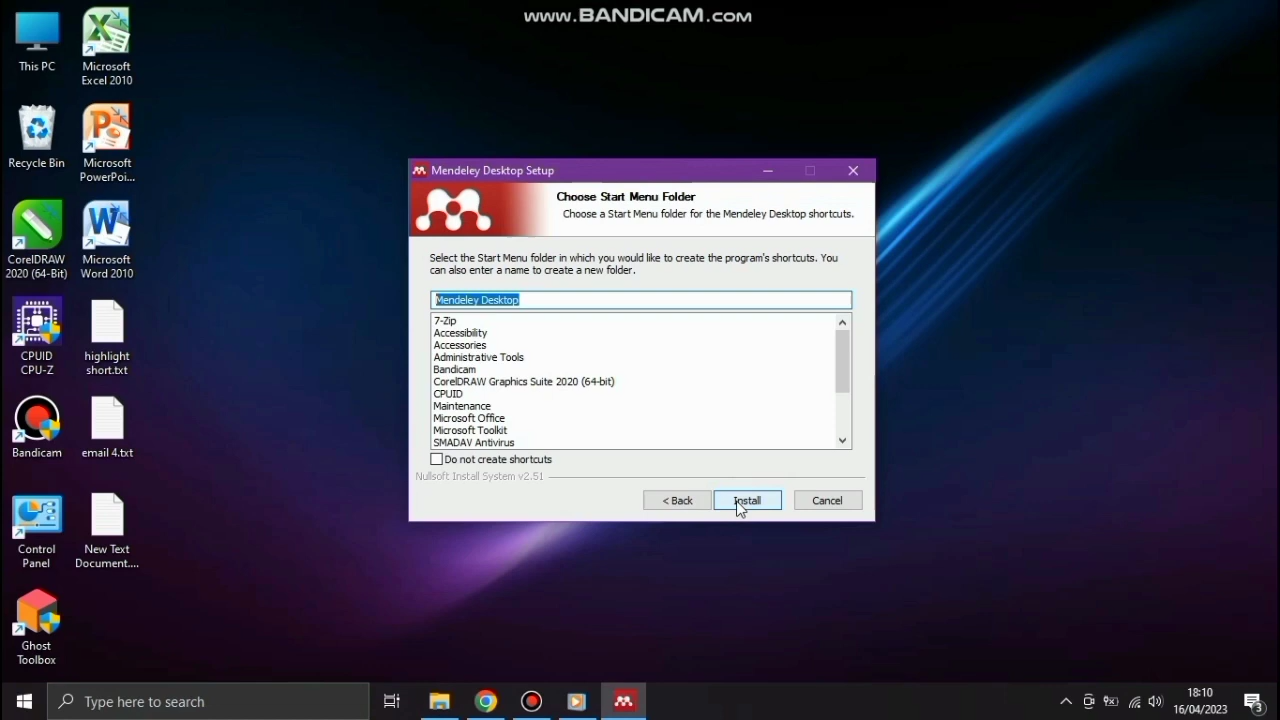 www.BANDICAM.com
This PC
Microsoft
Excel 2010
Recycle Bin
Microsoft
PowerPoi...
CorelDRAW
2020 (64-Bit)
Microsoft
Word 2010
CPUID
CPU-Z
highlight
short.txt
Bandicam
email 4.txt
Control
Panel
New Text
Document....
Ghost
Toolbox
Mendeley Desktop Setup
Choose Start Menu Folder
Choose a Start Menu folder for the Mendeley Desktop shortcuts.
Select the Start Menu folder in which you would like to create the program's shortcuts. You
can also enter a name to create a new folder.
Mendeley Desktop
7-Zip
Accessibility
Accessories
Administrative Tools
Bandicam
CorelDRAW Graphics Suite 2020 (64-bit)
CPUID
Maintenance
Microsoft Office
Microsoft Toolkit
SMADAV Antivirus
Do not create shortcuts
Nullsoft Install System v2.51
< Back
Install
Cancel
Type here to search
18:10
16/04/2023
3